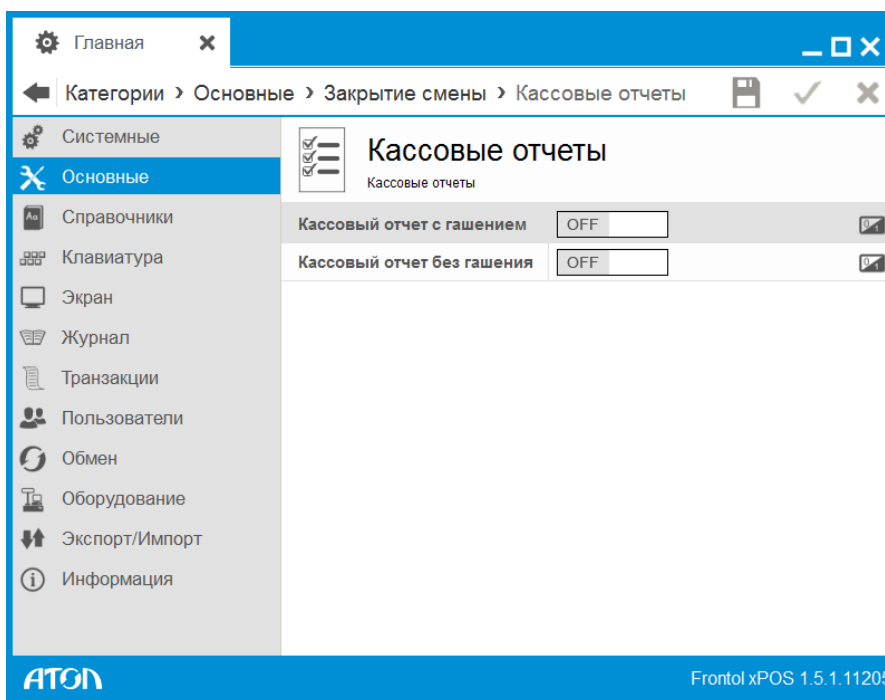 Главная
Категории › Основные › Закрытие смены › Кассовые отчеты
Системные
Основные
Справочники
Клавиатура
Экран
Журнал
Транзакции
Пользователи
Обмен
Оборудование
Экспорт/Импорт
Информация
Кассовые отчеты
Кассовые отчеты
Кассовый отчет с гашением OFF
Кассовый отчет без гашения OFF
АТОЛ
Frontol xPOS 1.5.1.11205